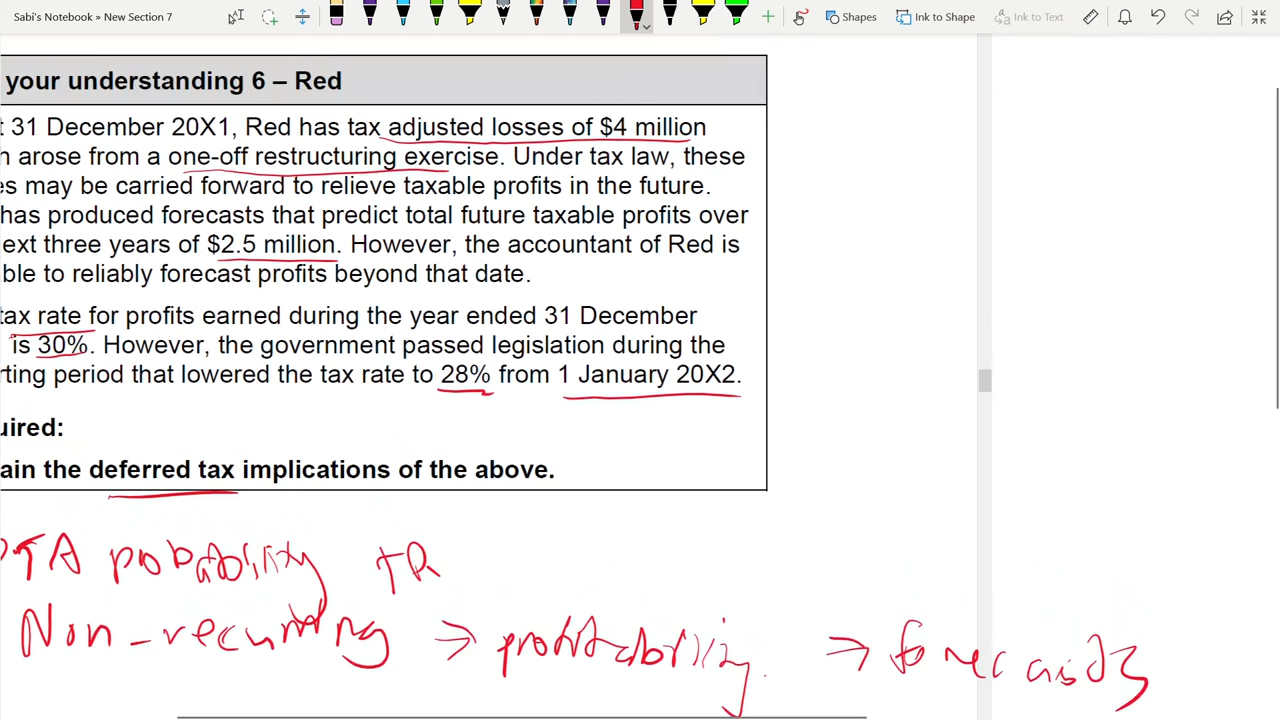 Sabi's Notebook » New Section 7
Shapes Ink to Shape Ink to Text
your understanding 6 – Red
t 31 December 20X1, Red has tax adjusted losses of $4 million
n arose from a one-off restructuring exercise. Under tax law, these
es may be carried forward to relieve taxable profits in the future.
has produced forecasts that predict total future taxable profits over
next three years of $2.5 million. However, the accountant of Red is
ble to reliably forecast profits beyond that date.
tax rate for profits earned during the year ended 31 December
is 30%. However, the government passed legislation during the
rting period that lowered the tax rate to 28% from 1 January 20X2.
uired:
ain the deferred tax implications of the above.
DTA probability TR
Non-recurring → profitability. →